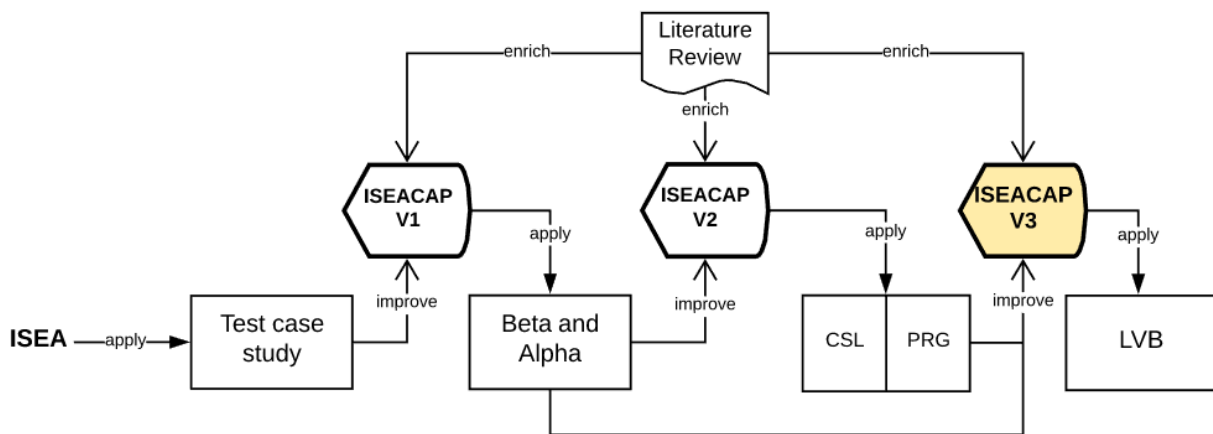 Literature
Review
enrich
enrich
enrich
ISEACAP
V1
ISEACAP
V2
ISEACAP
V3
apply
apply
apply
improve
improve
improve
ISEA
apply
Test case
study
Beta and
Alpha
CSL
PRG
LVB